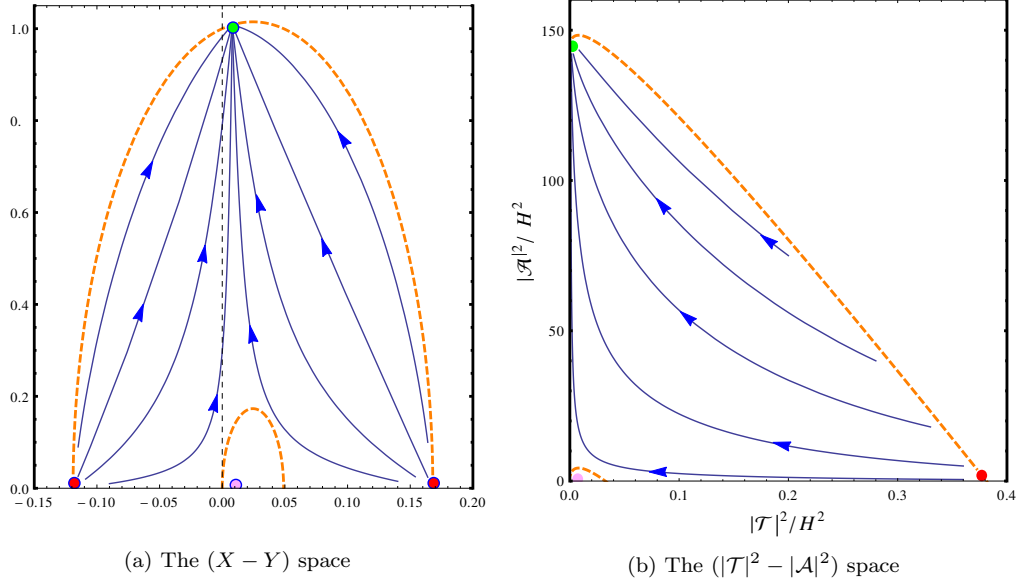 1.0
0.
0.6
0.4
0.2
0.0
-0.15 -0.10 -0.05 0.00 0.05 0.10 0.15 0.20
(a) The (X − Y) space
150
100
50
0
0.0 0.1 0.2 0.3 0.4
|𝒜|²/ H²
|𝒯|²/H²
(b) The (|𝒯|² − |𝒜|²) space